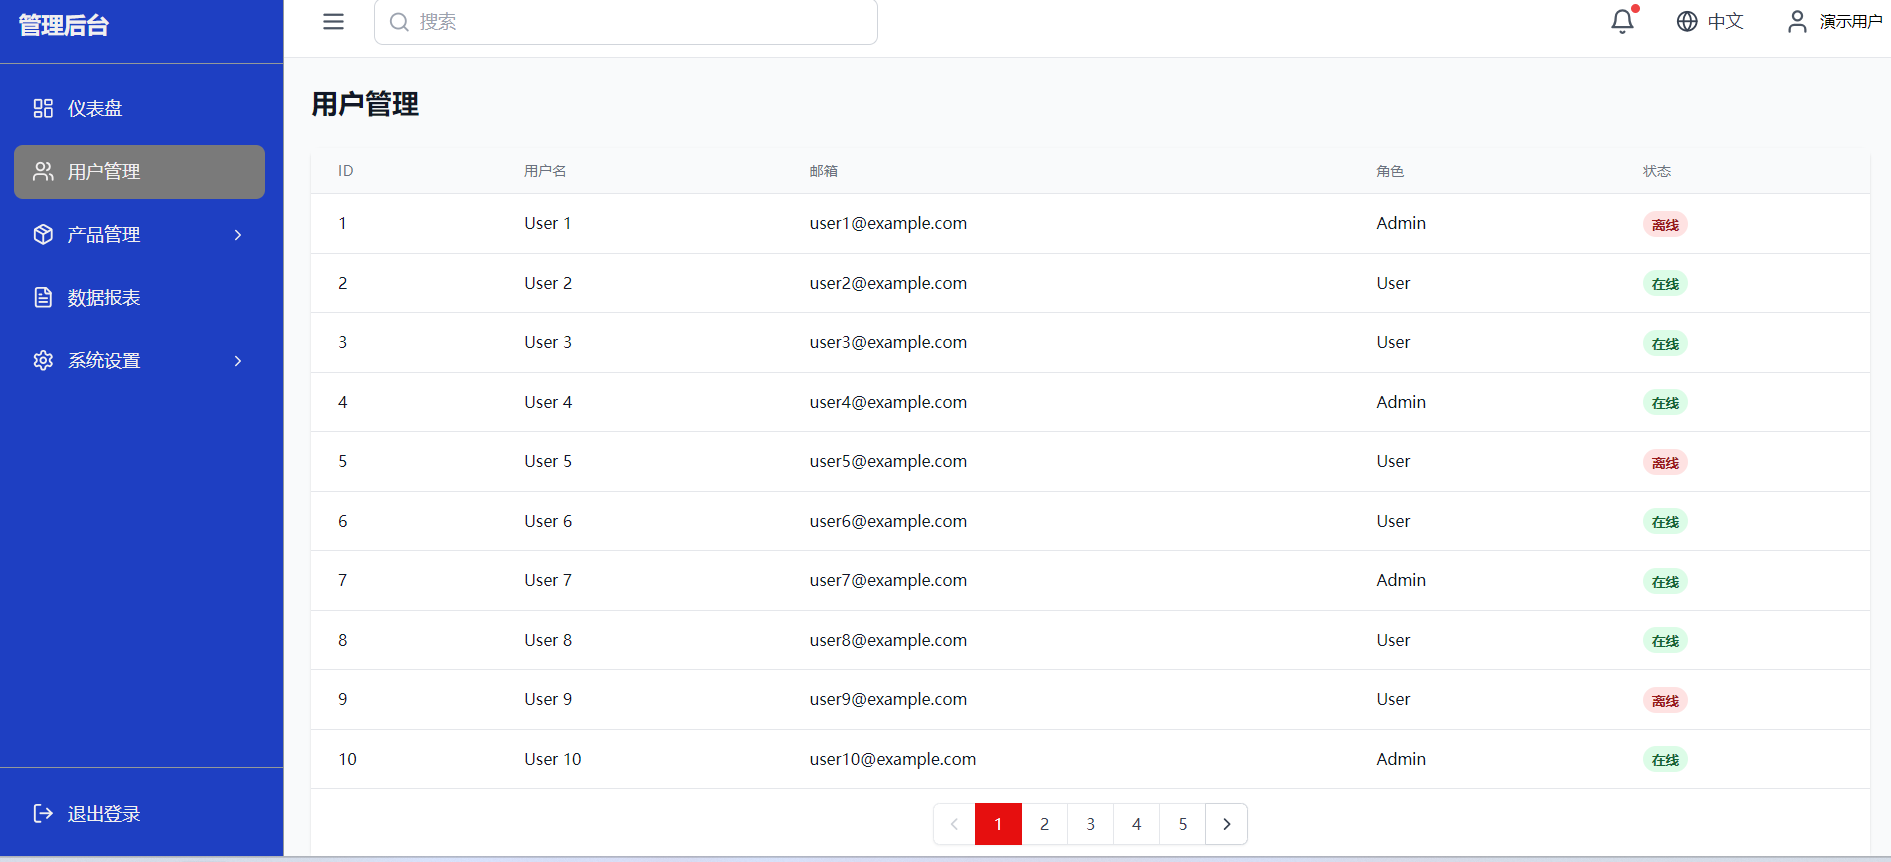 管理后台
搜索
中文
演示用户
仪表盘
用户管理
产品管理
数据报表
系统设置
退出登录
用户管理
ID 用户名 邮箱 角色 状态
1 User 1 user1@example.com Admin 离线
2 User 2 user2@example.com User 在线
3 User 3 user3@example.com User 在线
4 User 4 user4@example.com Admin 在线
5 User 5 user5@example.com User 离线
6 User 6 user6@example.com User 在线
7 User 7 user7@example.com Admin 在线
8 User 8 user8@example.com User 在线
9 User 9 user9@example.com User 离线
10 User 10 user10@example.com Admin 在线
1 2 3 4 5